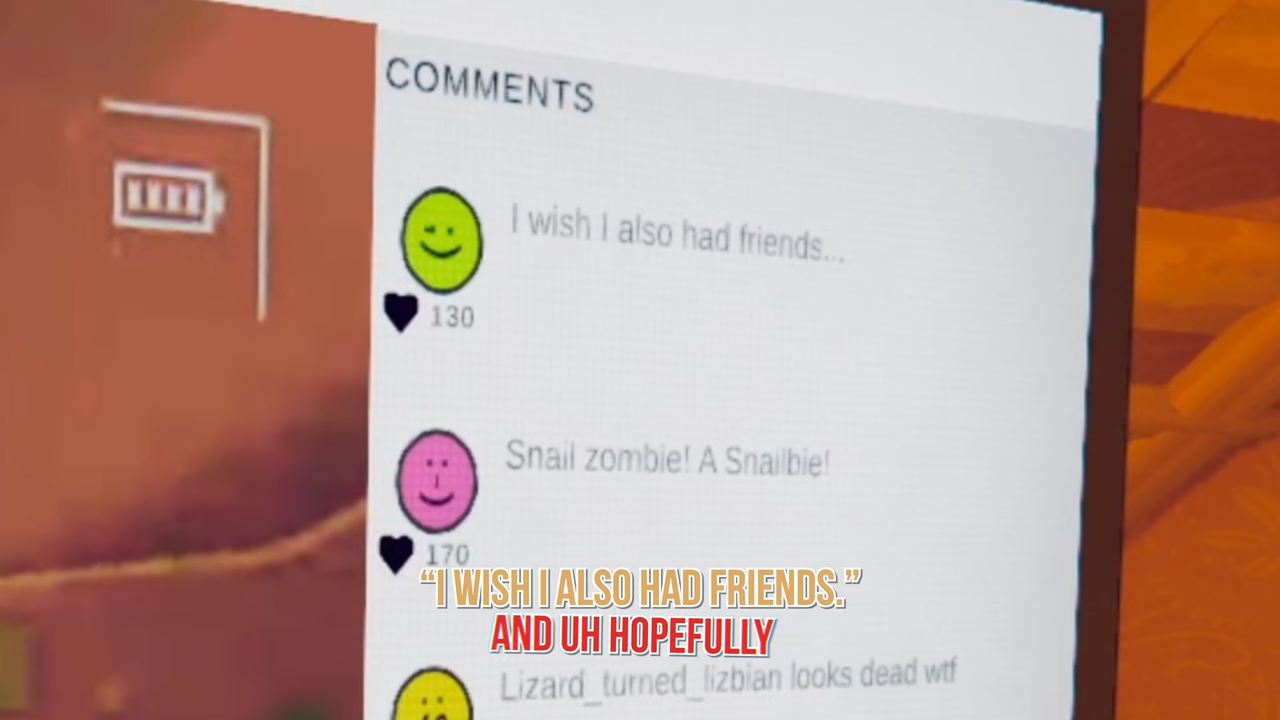 COMMENTS
I wish I also had friends...
130
Snail zombie! A Snailbie!
170
“I WISH I ALSO HAD FRIENDS.”
AND UH HOPEFULLY
Lizard_turned_lizbian looks dead wtf